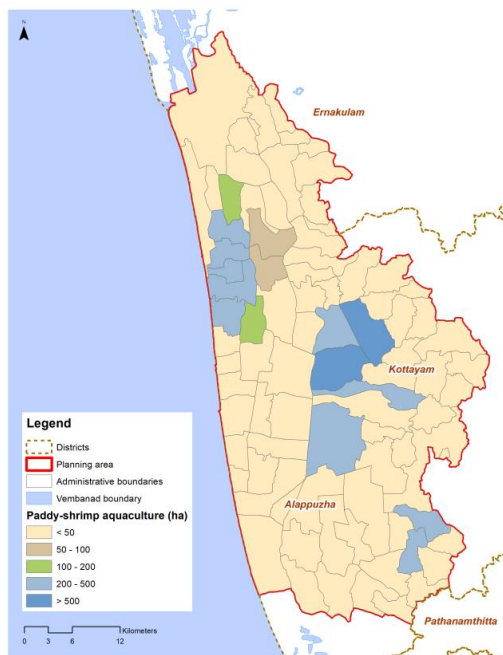 N
Ernakulam
Kottayam
Alappuzha
Pathanamthitta
Legend
Districts
Planning area
Administrative boundaries
Vembanad boundary
Paddy-shrimp aquaculture (ha)
< 50
50 - 100
100 - 200
200 - 500
> 500
0 3 6 12 Kilometers